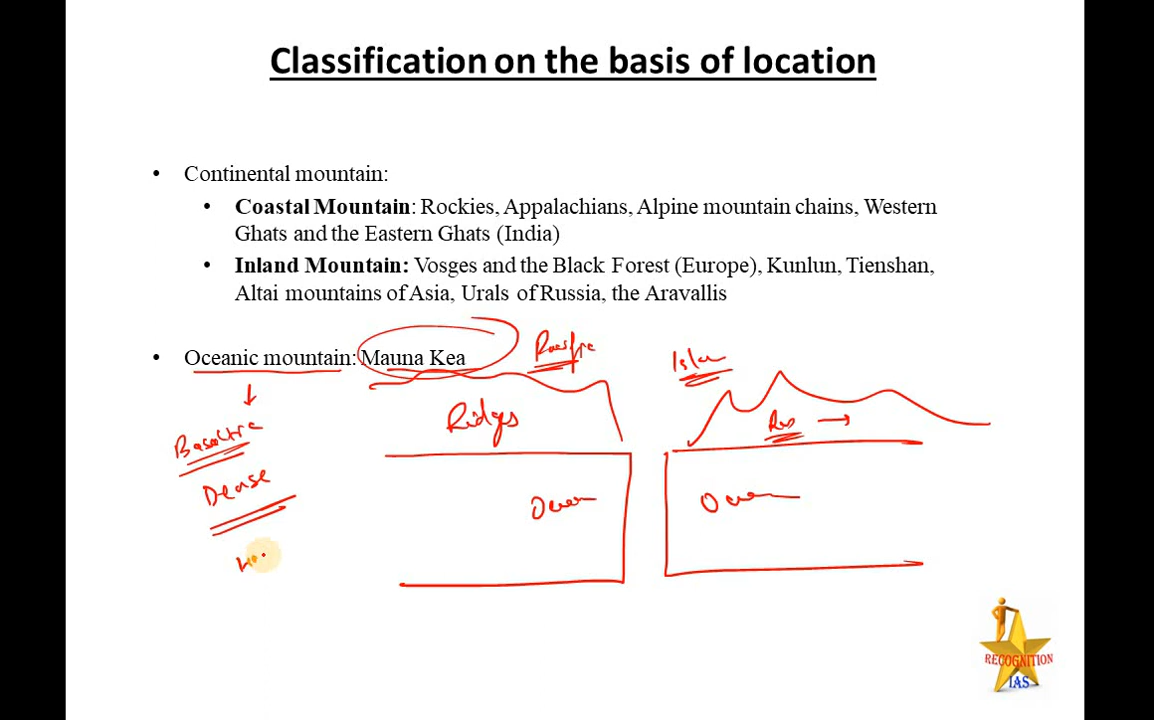 Classification on the basis of location
• Continental mountain:
• Coastal Mountain: Rockies, Appalachians, Alpine mountain chains, Western
Ghats and the Eastern Ghats (India)
• Inland Mountain: Vosges and the Black Forest (Europe), Kunlun, Tienshan,
Altai mountains of Asia, Urals of Russia, the Aravallis
• Oceanic mountain: Mauna Kea
Ridges
Dense
RECOGNITION
IAS